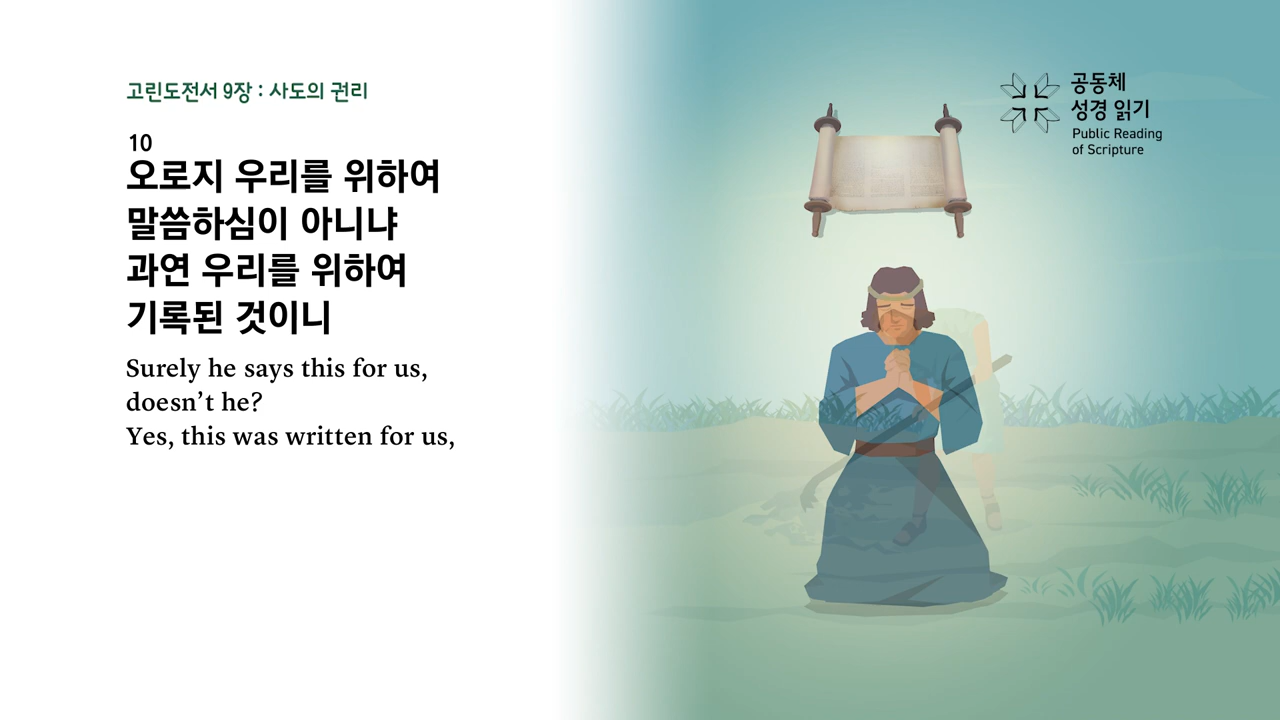 고린도전서 9장 : 사도의 권리
10
오로지 우리를 위하여
말씀하심이 아니냐
과연 우리를 위하여
기록된 것이니
Surely he says this for us,
doesn’t he?
Yes, this was written for us,
공동체
성경 읽기
Public Reading
of Scripture